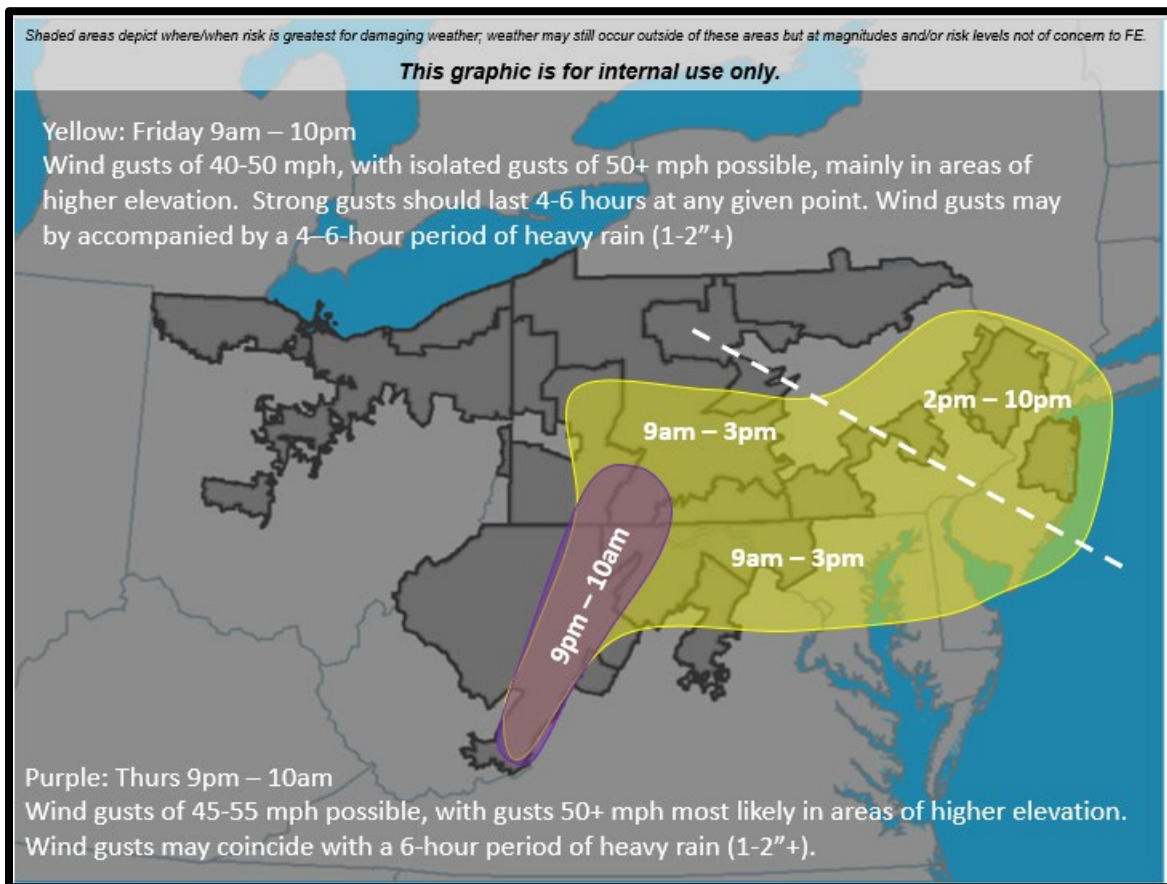 Shaded areas depict where/when risk is greatest for damaging weather; weather may still occur outside of these areas but at magnitudes and/or risk levels not of concern to FE.
This graphic is for internal use only.
Yellow: Friday 9am – 10pm
Wind gusts of 40-50 mph, with isolated gusts of 50+ mph possible, mainly in areas of
higher elevation.  Strong gusts should last 4-6 hours at any given point. Wind gusts may
by accompanied by a 4–6-hour period of heavy rain (1-2”+)
2pm – 10pm
9am – 3pm
9am – 3pm
9pm – 10am
Purple: Thurs 9pm – 10am
Wind gusts of 45-55 mph possible, with gusts 50+ mph most likely in areas of higher elevation.
Wind gusts may coincide with a 6-hour period of heavy rain (1-2”+).